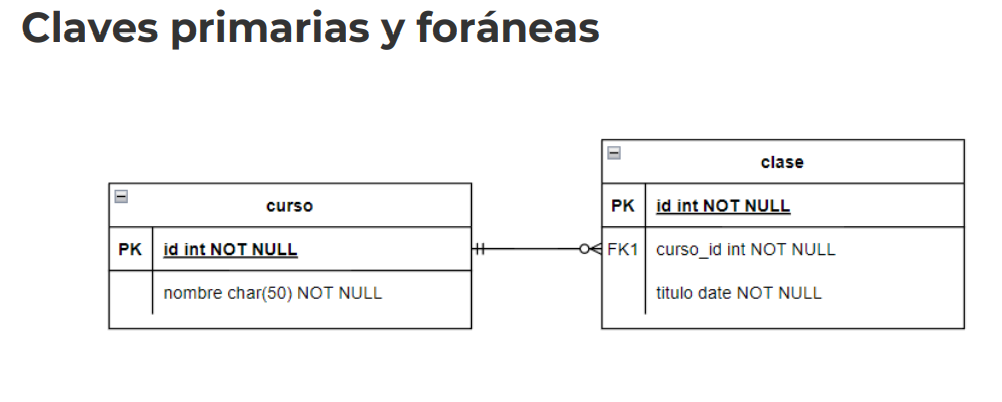 Claves primarias y foráneas
curso
PK id int NOT NULL
nombre char(50) NOT NULL
clase
PK id int NOT NULL
FK1 curso_id int NOT NULL
titulo date NOT NULL